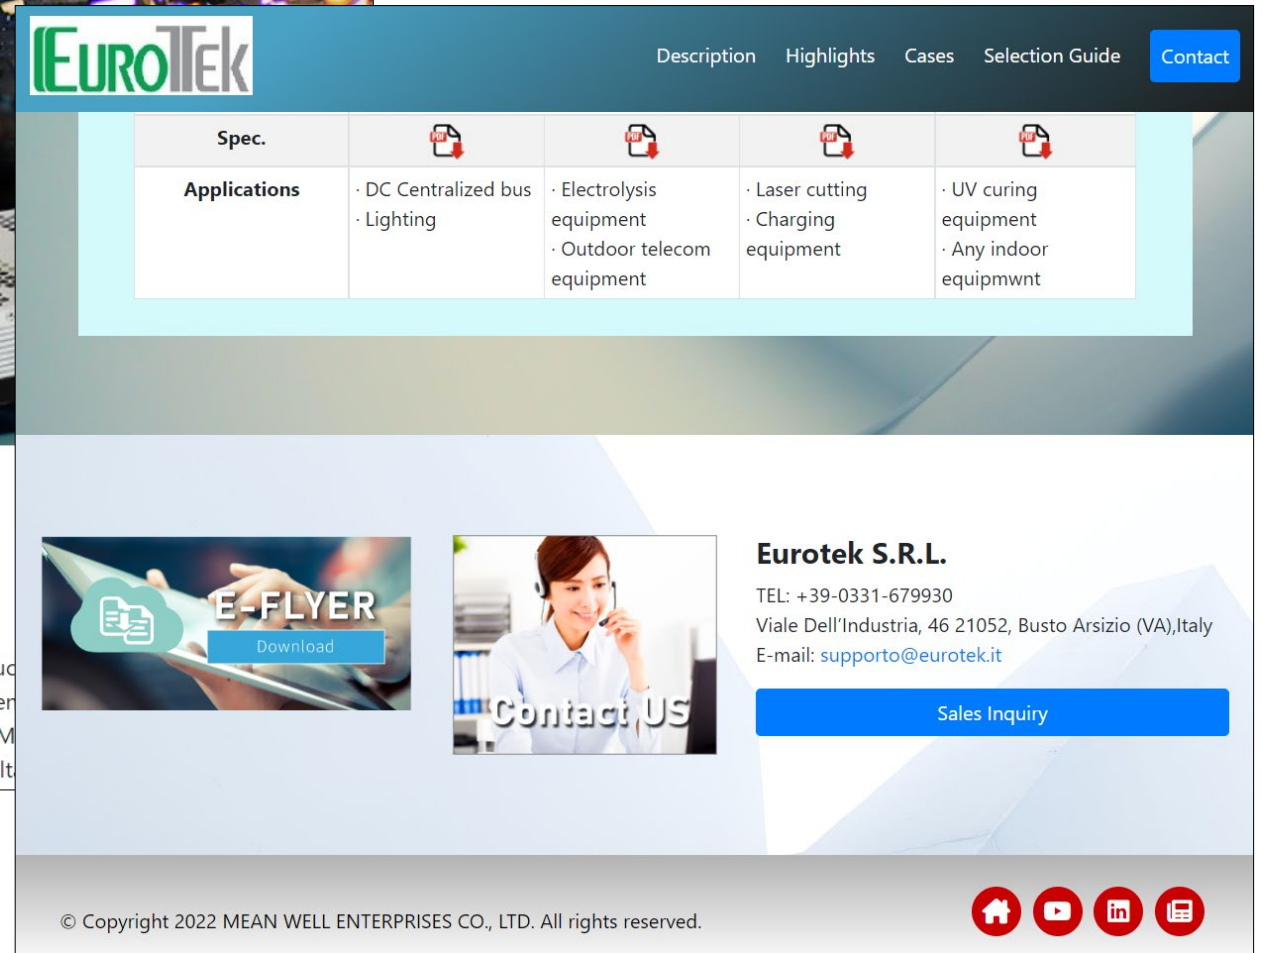 EUROTEK
Description Highlights Cases Selection Guide Contact
Spec. PDF PDF PDF PDF
Applications
· DC Centralized bus
· Lighting
· Electrolysis
equipment
· Outdoor telecom
equipment
· Laser cutting
· Charging
equipment
· UV curing
equipment
· Any indoor
equipmwnt
E-FLYER
Download
Contact US
Eurotek S.R.L.
TEL: +39-0331-679930
Viale Dell’Industria, 46 21052, Busto Arsizio (VA),Italy
E-mail: supporto@eurotek.it
Sales Inquiry
© Copyright 2022 MEAN WELL ENTERPRISES CO., LTD. All rights reserved.
in